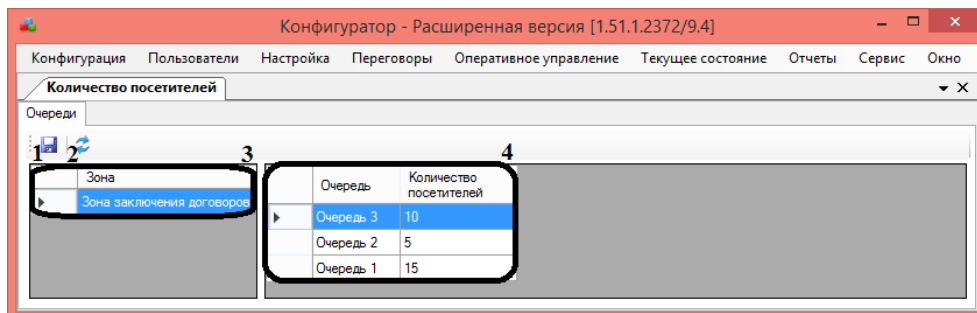 Конфигуратор - Расширенная версия [1.51.1.2372/9.4]
Конфигурация Пользователи Настройка Переговоры Оперативное управление Текущее состояние Отчеты Сервис Окно
Количество посетителей
Очереди
1 2 3 4
Зона
Зона заключения договоров
Очередь Количество посетителей
Очередь 3 10
Очередь 2 5
Очередь 1 15